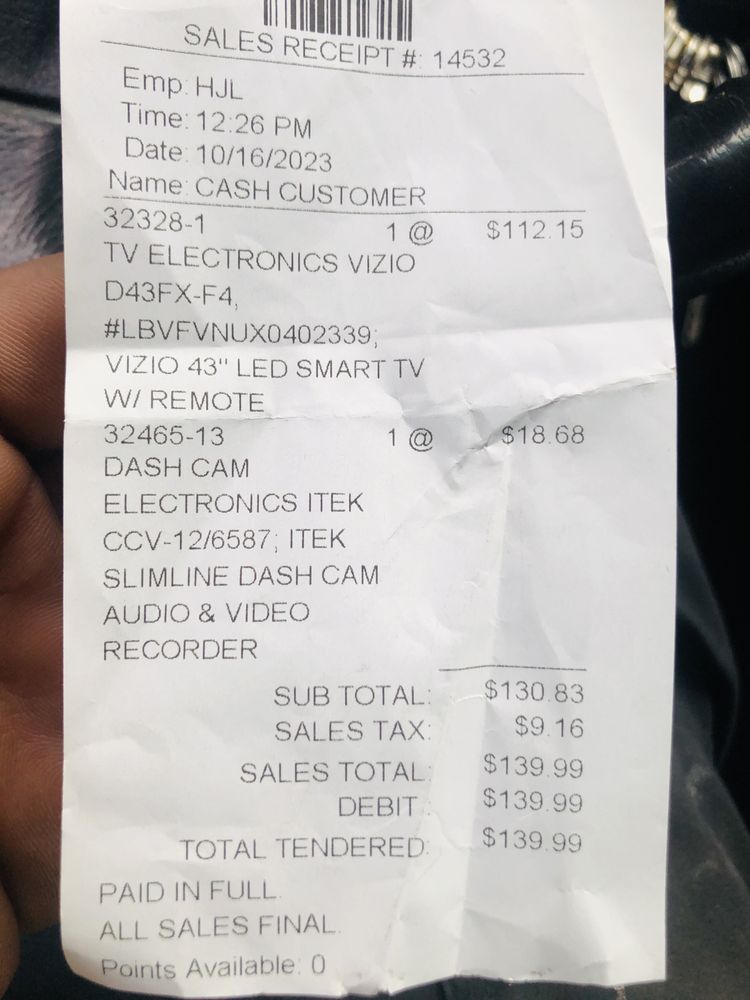 SALES RECEIPT #: 14532
Emp: HJL
Time: 12:26 PM
Date: 10/16/2023
Name: CASH CUSTOMER
32328-1 1 @ $112.15
TV ELECTRONICS VIZIO
D43FX-F4,
#LBVFVNUX0402339;
VIZIO 43" LED SMART TV
W/ REMOTE
32465-13 1 @ $18.68
DASH CAM
ELECTRONICS ITEK
CCV-12/6587; ITEK
SLIMLINE DASH CAM
AUDIO & VIDEO
RECORDER
SUB TOTAL: $130.83
SALES TAX: $9.16
SALES TOTAL: $139.99
DEBIT : $139.99
TOTAL TENDERED: $139.99
PAID IN FULL.
ALL SALES FINAL.
Points Available: 0